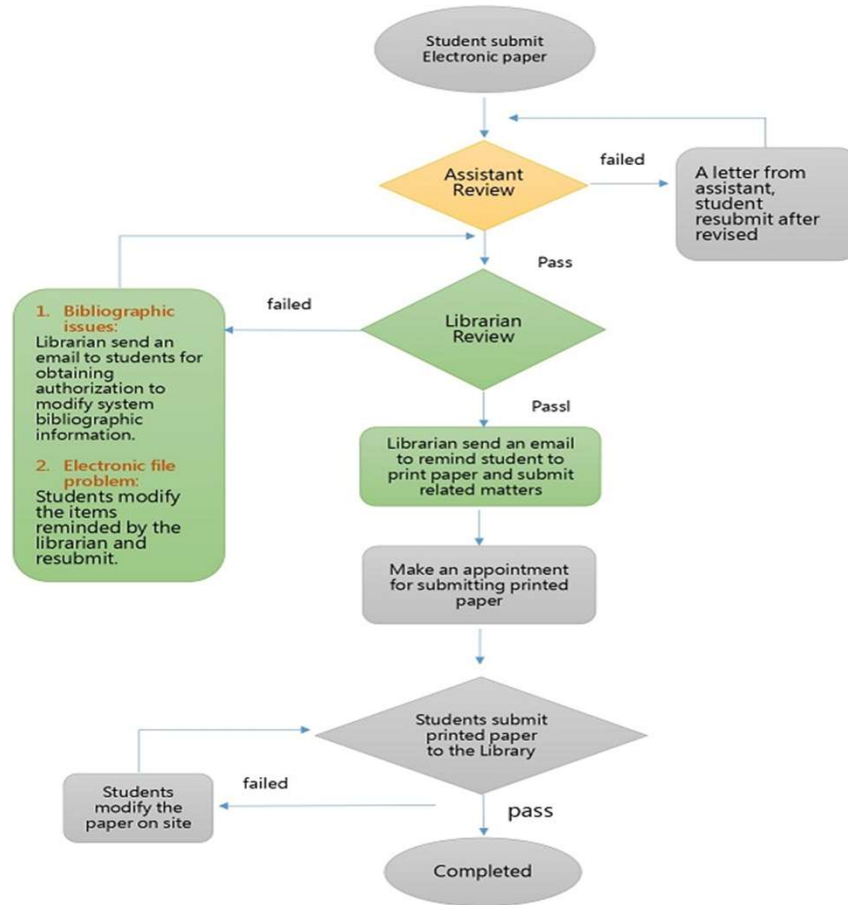 Student submit
Electronic paper
failed
Assistant
Review
A letter from
assistant,
student
resubmit after
revised
Pass
failed
1. Bibliographic
issues:
Librarian send an
email to students for
obtaining
authorization to
modify system
bibliographic
information.
2. Electronic file
problem:
Students modify
the items
reminded by the
librarian and
resubmit.
Librarian
Review
Passl
Librarian send an email
to remind student to
print paper and submit
related matters
Make an appointment
for submitting printed
paper
Students submit
printed paper
to the Library
failed
Students
modify the
paper on site
pass
Completed